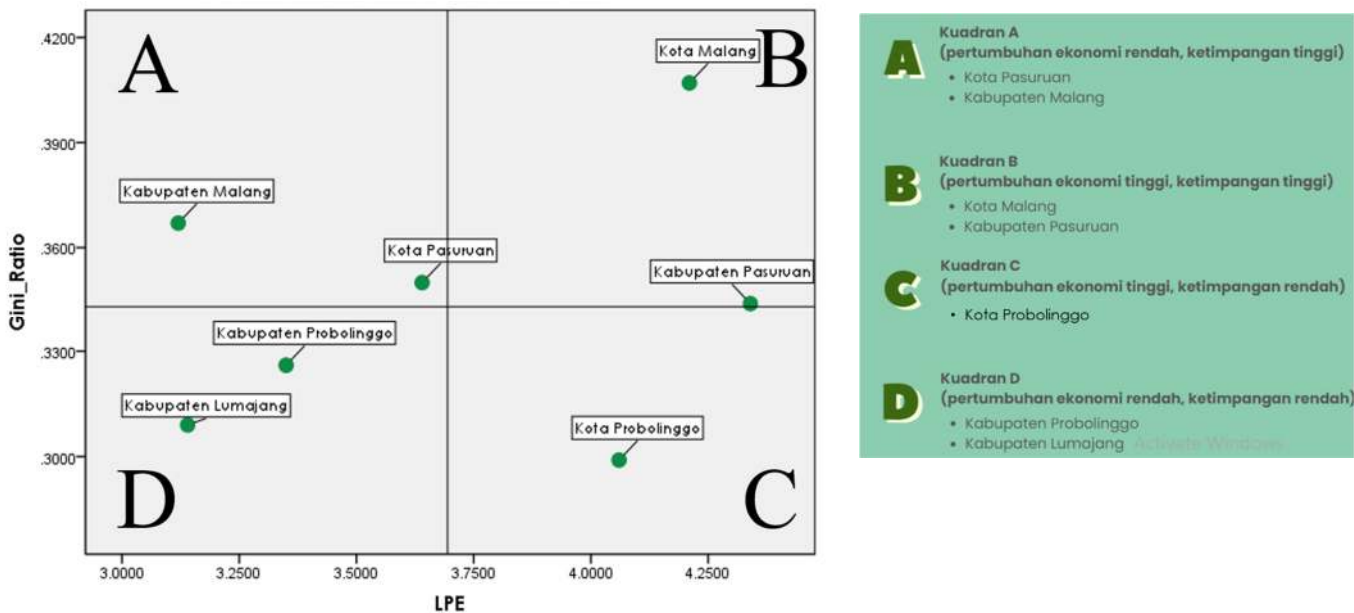 .4200
.3900
.3600
.3300
.3000
Gini_Ratio
A
B
D
C
Kota Malang
Kabupaten Malang
Kota Pasuruan
Kabupaten Pasuruan
Kabupaten Probolinggo
Kabupaten Lumajang
Kota Probolinggo
3.0000 3.2500 3.5000 3.7500 4.0000 4.2500
LPE
A
Kuadran A
(pertumbuhan ekonomi rendah, ketimpangan tinggi)
• Kota Pasuruan
• Kabupaten Malang
B
Kuadran B
(pertumbuhan ekonomi tinggi, ketimpangan tinggi)
• Kota Malang
• Kabupaten Pasuruan
C
Kuadran C
(pertumbuhan ekonomi tinggi, ketimpangan rendah)
• Kota Probolinggo
D
Kuadran D
(pertumbuhan ekonomi rendah, ketimpangan rendah)
• Kabupaten Probolinggo
• Kabupaten Lumajang Activate Windows